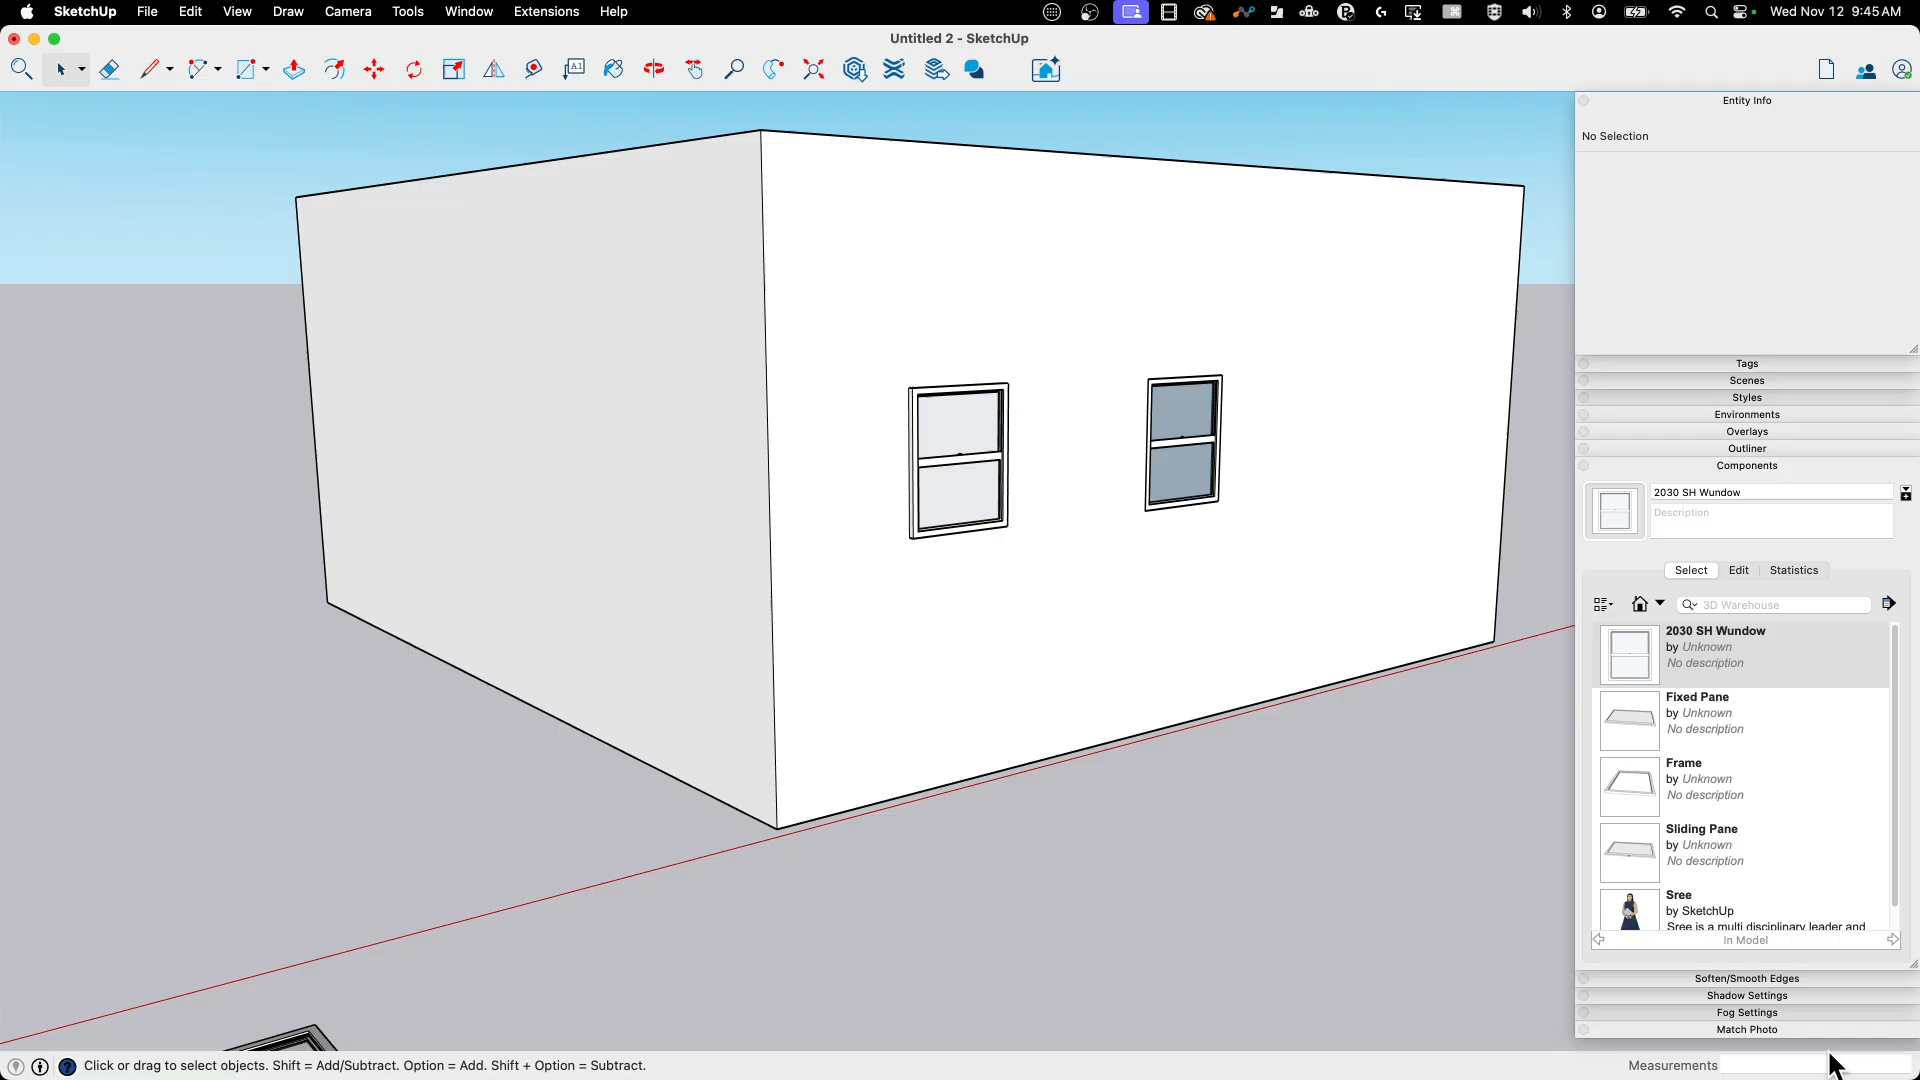 SketchUp File Edit View Draw Camera Tools Window Extensions Help Wed Nov 12 9:45 AM
Untitled 2 - SketchUp
A1
Entity Info
No Selection
Tags
Scenes
Styles
Environments
Overlays
Outliner
Components
2030 SH Wundow
Description
Select Edit Statistics
3D Warehouse
2030 SH Wundow
by Unknown
No description
Fixed Pane
by Unknown
No description
Frame
by Unknown
No description
Sliding Pane
by Unknown
No description
Sree
by SketchUp
Sree is a multi disciplinary leader and
In Model
Soften/Smooth Edges
Shadow Settings
Fog Settings
Match Photo
Click or drag to select objects. Shift = Add/Subtract. Option = Add. Shift + Option = Subtract.
Measurements